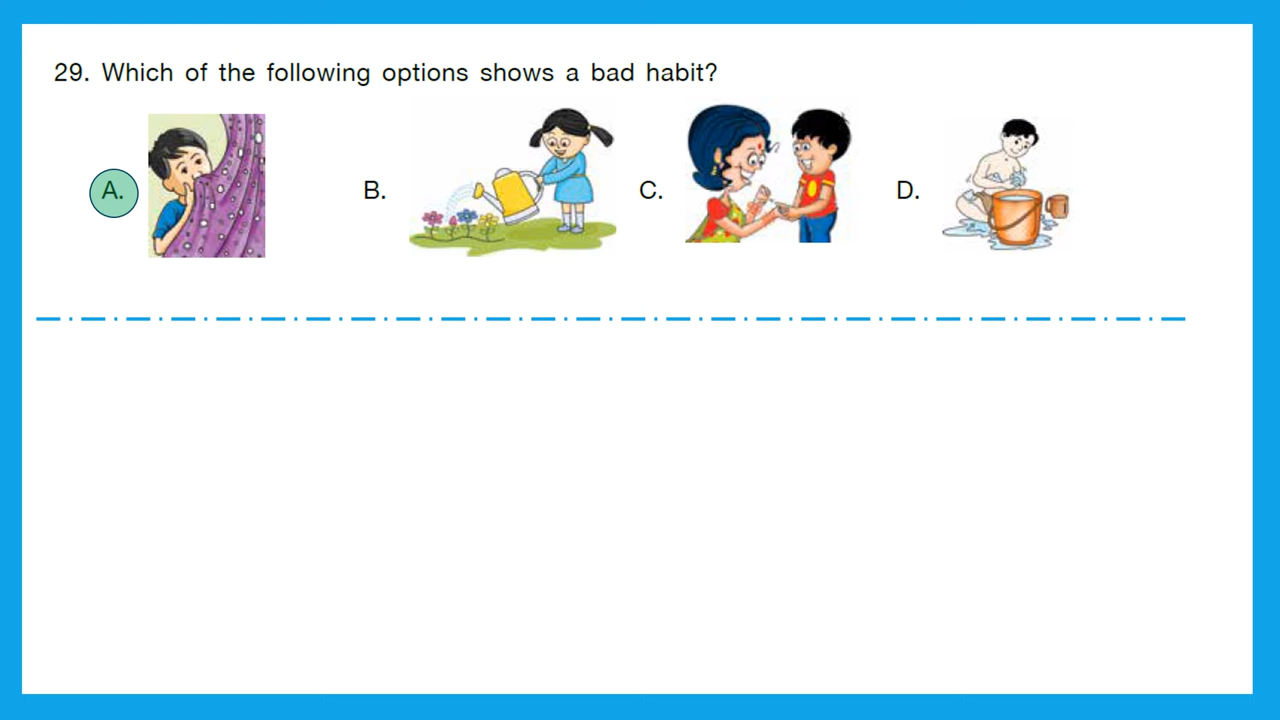 29. Which of the following options shows a bad habit?
A. B. C. D.